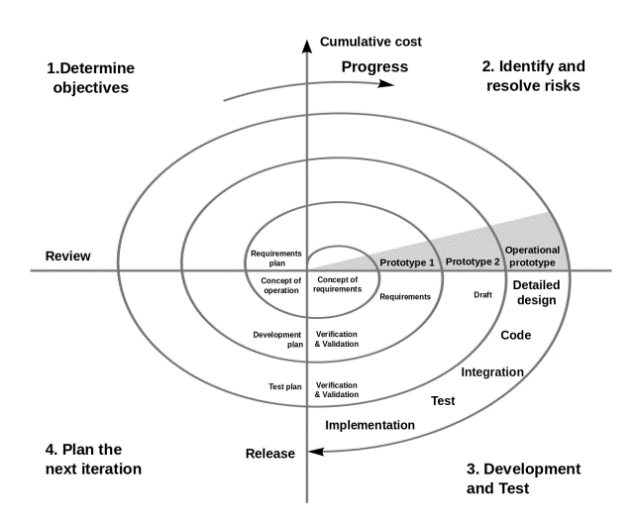 Cumulative cost
Progress
1.Determine
objectives
2. Identify and
resolve risks
Review
Requirements
plan
Prototype 1
Prototype 2
Operational
prototype
Concept of
operation
Concept of
requirements
Requirements
Draft
Detailed
design
Development
plan
Verification
& Validation
Code
Integration
Test plan
Verification
& Validation
Test
Implementation
Release
4. Plan the
next iteration
3. Development
and Test